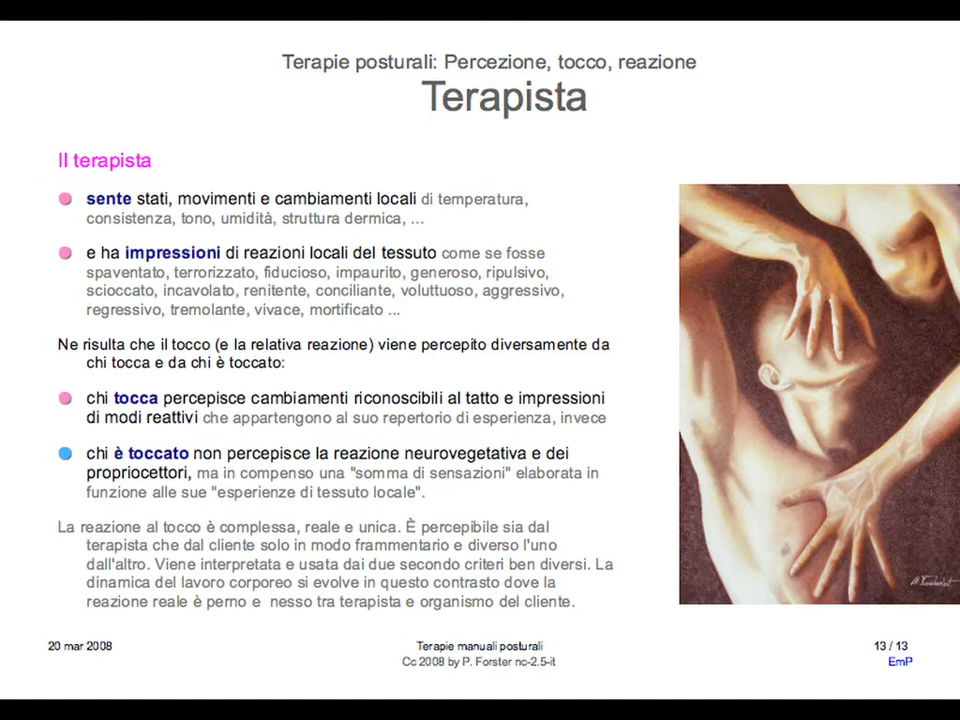 Terapie posturali: Percezione, tocco, reazione
Terapista
Il terapista
sente stati, movimenti e cambiamenti locali di temperatura,
consistenza, tono, umidità, struttura dermica, ...
e ha impressioni di reazioni locali del tessuto come se fosse
spaventato, terrorizzato, fiducioso, impaurito, generoso, ripulsivo,
scioccato, incavolato, renitente, conciliante, voluttuoso, aggressivo,
regressivo, tremolante, vivace, mortificato ...
Ne risulta che il tocco (e la relativa reazione) viene percepito diversamente da
chi tocca e da chi è toccato:
chi tocca percepisce cambiamenti riconoscibili al tatto e impressioni
di modi reattivi che appartengono al suo repertorio di esperienza, invece
chi è toccato non percepisce la reazione neurovegetativa e dei
propriocettori, ma in compenso una "somma di sensazioni" elaborata in
funzione alle sue "esperienze di tessuto locale".
La reazione al tocco è complessa, reale e unica. È percepibile sia dal
terapista che dal cliente solo in modo frammentario e diverso l'uno
dall'altro. Viene interpretata e usata dai due secondo criteri ben diversi. La
dinamica del lavoro corporeo si evolve in questo contrasto dove la
reazione reale è perno e nesso tra terapista e organismo del cliente.
20 mar 2008
Terapie manuali posturali
13 / 13
Cc 2008 by P. Forster nc-2.5-it
EmP